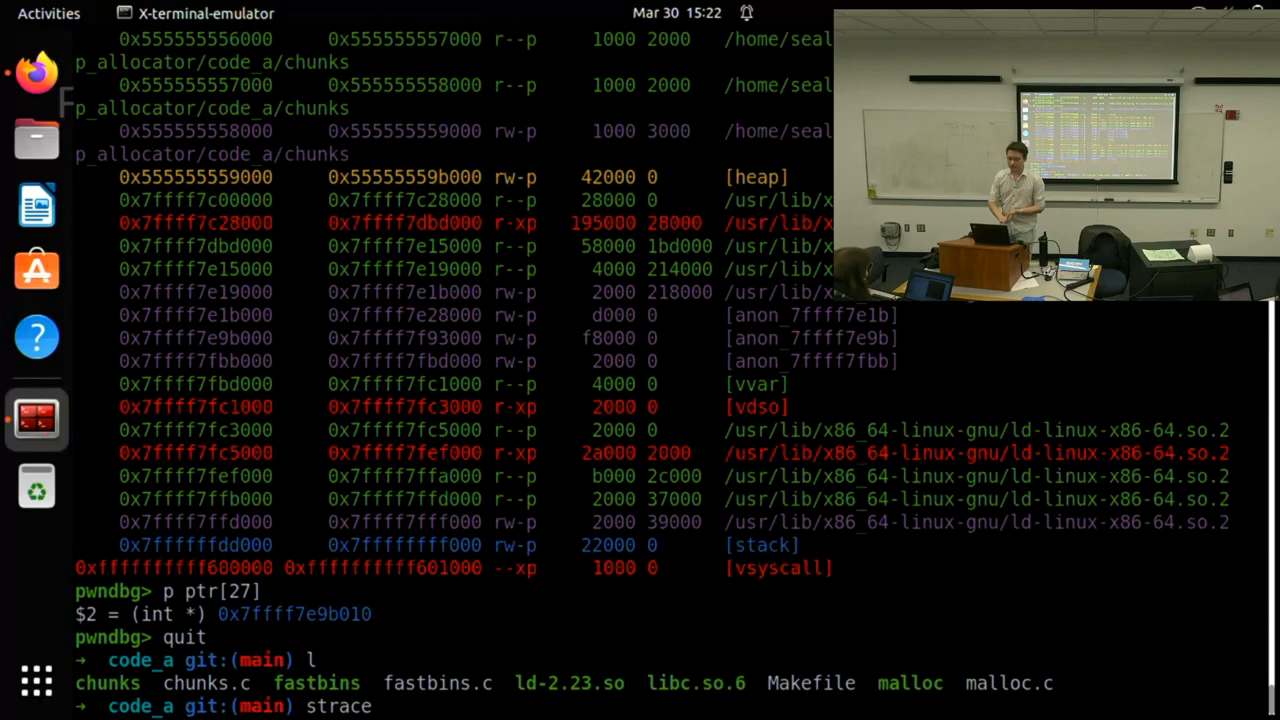 Activities X-terminal-emulator Mar 30 15:22
0x555555556000 0x555555557000 r--p 1000 2000 /home/seal
p_allocator/code_a/chunks
0x555555557000 0x555555558000 r--p 1000 2000 /home/seal
p_allocator/code_a/chunks
0x555555558000 0x555555559000 rw-p 1000 3000 /home/seal
p_allocator/code_a/chunks
0x555555559000 0x55555559b000 rw-p 42000 0 [heap]
0x7ffff7c00000 0x7ffff7c28000 r--p 28000 0 /usr/lib/x
0x7ffff7c28000 0x7ffff7dbd000 r-xp 195000 28000 /usr/lib/x
0x7ffff7dbd000 0x7ffff7e15000 r--p 58000 1bd000 /usr/lib/x
0x7ffff7e15000 0x7ffff7e19000 r--p 4000 214000 /usr/lib/x
0x7ffff7e19000 0x7ffff7e1b000 rw-p 2000 218000 /usr/lib/x
0x7ffff7e1b000 0x7ffff7e28000 rw-p d000 0 [anon_7ffff7e1b]
0x7ffff7e9b000 0x7ffff7f93000 rw-p f8000 0 [anon_7ffff7e9b]
0x7ffff7fbb000 0x7ffff7fbd000 rw-p 2000 0 [anon_7ffff7fbb]
0x7ffff7fbd000 0x7ffff7fc1000 r--p 4000 0 [vvar]
0x7ffff7fc1000 0x7ffff7fc3000 r-xp 2000 0 [vdso]
0x7ffff7fc3000 0x7ffff7fc5000 r--p 2000 0 /usr/lib/x86_64-linux-gnu/ld-linux-x86-64.so.2
0x7ffff7fc5000 0x7ffff7fef000 r-xp 2a000 2000 /usr/lib/x86_64-linux-gnu/ld-linux-x86-64.so.2
0x7ffff7fef000 0x7ffff7ffa000 r--p b000 2c000 /usr/lib/x86_64-linux-gnu/ld-linux-x86-64.so.2
0x7ffff7ffb000 0x7ffff7ffd000 r--p 2000 37000 /usr/lib/x86_64-linux-gnu/ld-linux-x86-64.so.2
0x7ffff7ffd000 0x7ffff7fff000 rw-p 2000 39000 /usr/lib/x86_64-linux-gnu/ld-linux-x86-64.so.2
0x7ffffffdd000 0x7ffffffff000 rw-p 22000 0 [stack]
0xffffffffff600000 0xffffffffff601000 --xp 1000 0 [vsyscall]
pwndbg> p ptr[27]
$2 = (int *) 0x7ffff7e9b010
pwndbg> quit
→ code_a git:(main) l
chunks chunks.c fastbins fastbins.c ld-2.23.so libc.so.6 Makefile malloc malloc.c
→ code_a git:(main) strace